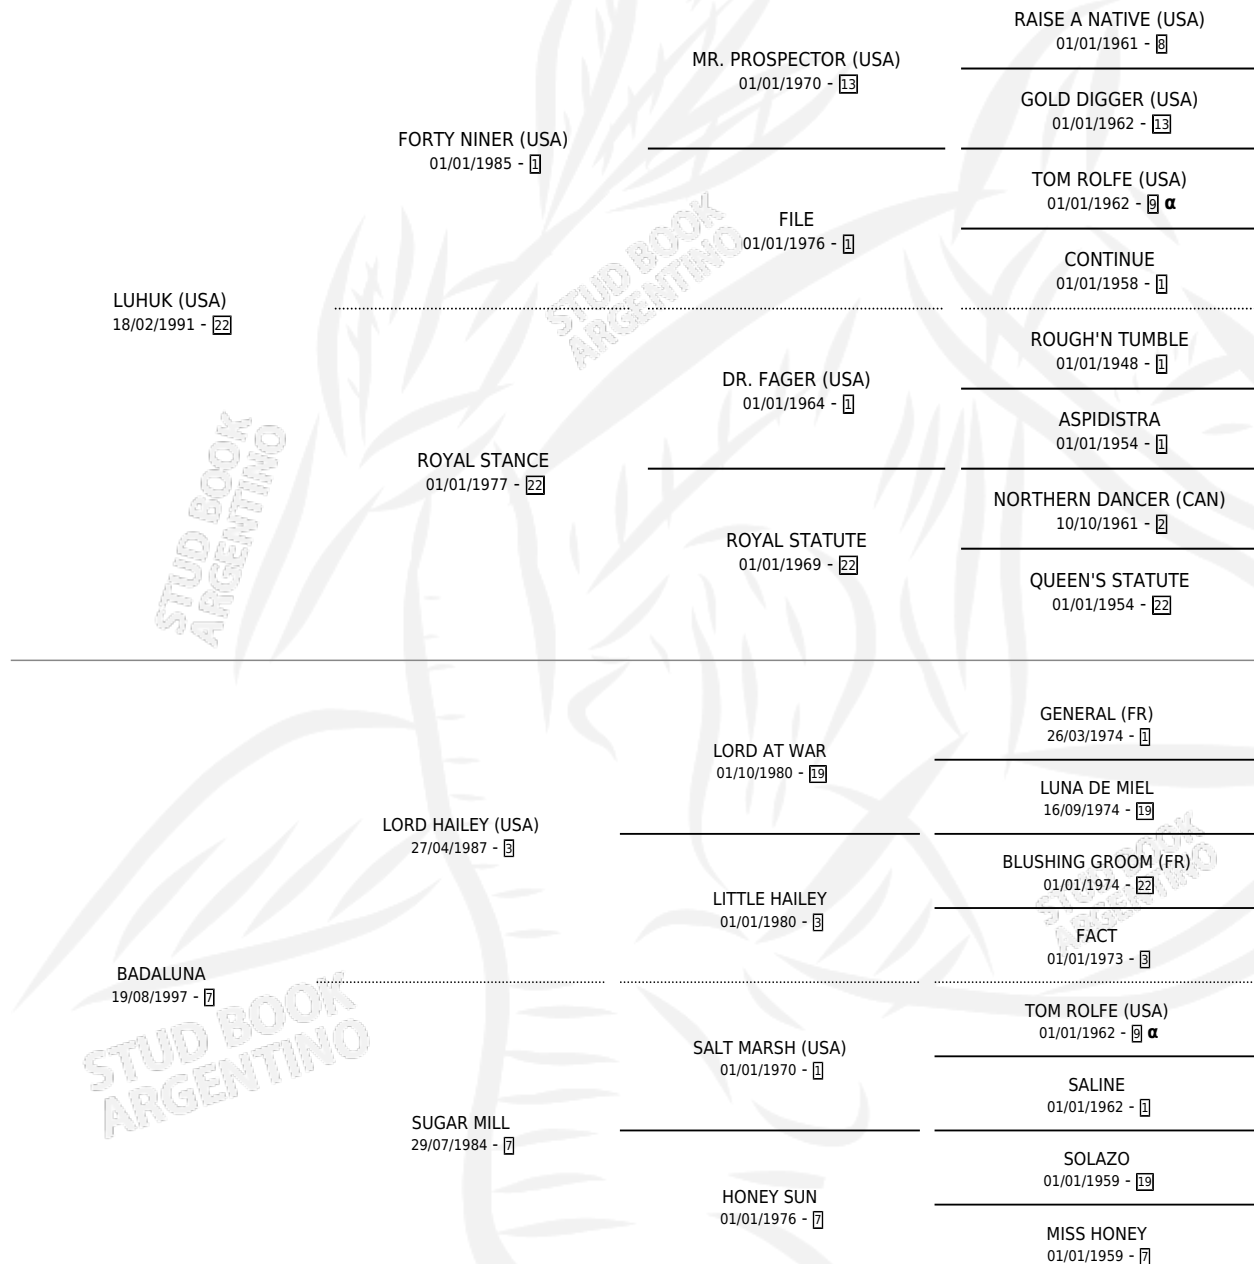 RAISE A NATIVE (USA)
01/01/1961 - 8
MR. PROSPECTOR (USA)
01/01/1970 - 13
GOLD DIGGER (USA)
01/01/1962 - 13
FORTY NINER (USA)
01/01/1985 - 1
TOM ROLFE (USA)
01/01/1962 - 9 α
FILE
01/01/1976 - 1
CONTINUE
01/01/1958 - 1
STUD BOOK
ARGENTINO
LUHUK (USA)
18/02/1991 - 22
ROUGH'N TUMBLE
01/01/1948 - 1
DR. FAGER (USA)
01/01/1964 - 1
ASPIDISTRA
01/01/1954 - 1
ROYAL STANCE
01/01/1977 - 22
STUD BOOK
ARGENTINO
NORTHERN DANCER (CAN)
10/10/1961 - 2
ROYAL STATUTE
01/01/1969 - 22
QUEEN'S STATUTE
01/01/1954 - 22
GENERAL (FR)
26/03/1974 - 1
LORD AT WAR
01/10/1980 - 19
LUNA DE MIEL
16/09/1974 - 19
LORD HAILEY (USA)
27/04/1987 - 3
STUD BOOK
ARGENTINO
BLUSHING GROOM (FR)
01/01/1974 - 22
LITTLE HAILEY
01/01/1980 - 3
FACT
01/01/1973 - 3
BADALUNA
19/08/1997 - 7
STUD BOOK
ARGENTINO
TOM ROLFE (USA)
01/01/1962 - 9 α
SALT MARSH (USA)
01/01/1970 - 1
SALINE
01/01/1962 - 1
SUGAR MILL
29/07/1984 - 7
SOLAZO
01/01/1959 - 19
HONEY SUN
01/01/1976 - 7
MISS HONEY
01/01/1959 - 7